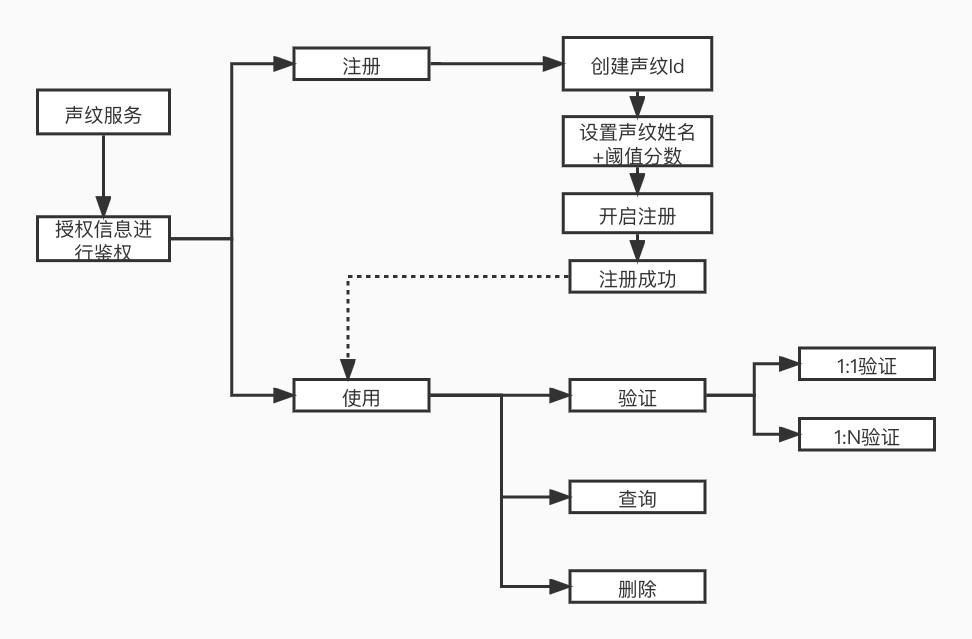 声纹服务
授权信息进
行鉴权
注册
创建声纹Id
设置声纹姓名
+阈值分数
开启注册
注册成功
使用
验证
1:1验证
1:N验证
查询
删除